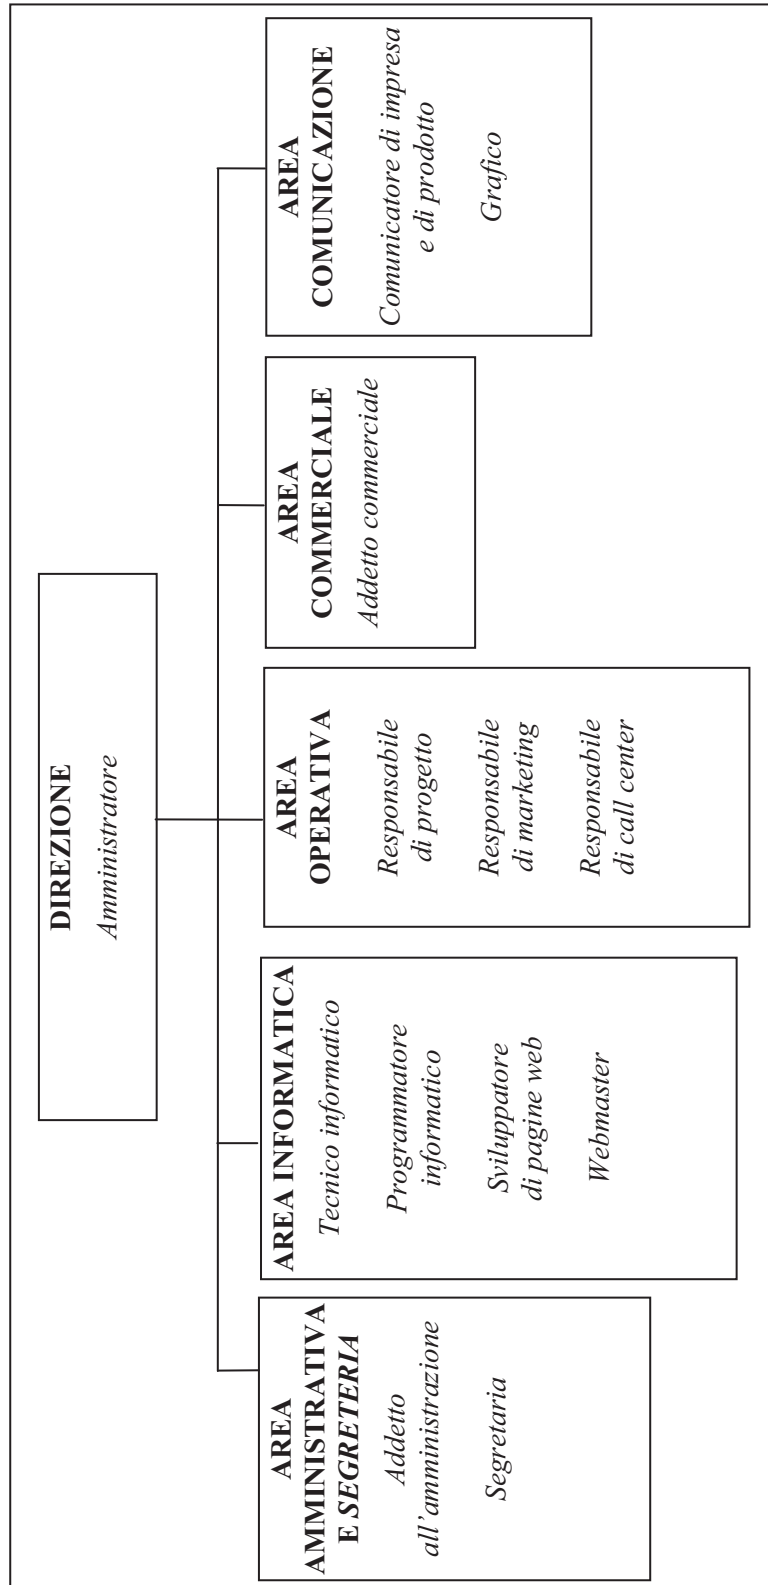 DIREZIONE
Amministratore
AREA
AMMINISTRATIVA
E SEGRETERIA
Addetto
all'amministrazione
Segretaria
AREA INFORMATICA
Tecnico informatico
Programmatore
informatico
Sviluppatore
di pagine web
Webmaster
AREA
OPERATIVA
Responsabile
di progetto
Responsabile
di marketing
Responsabile
di call center
AREA
COMMERCIALE
Addetto commerciale
AREA
COMUNICAZIONE
Comunicatore di impresa
e di prodotto
Grafico